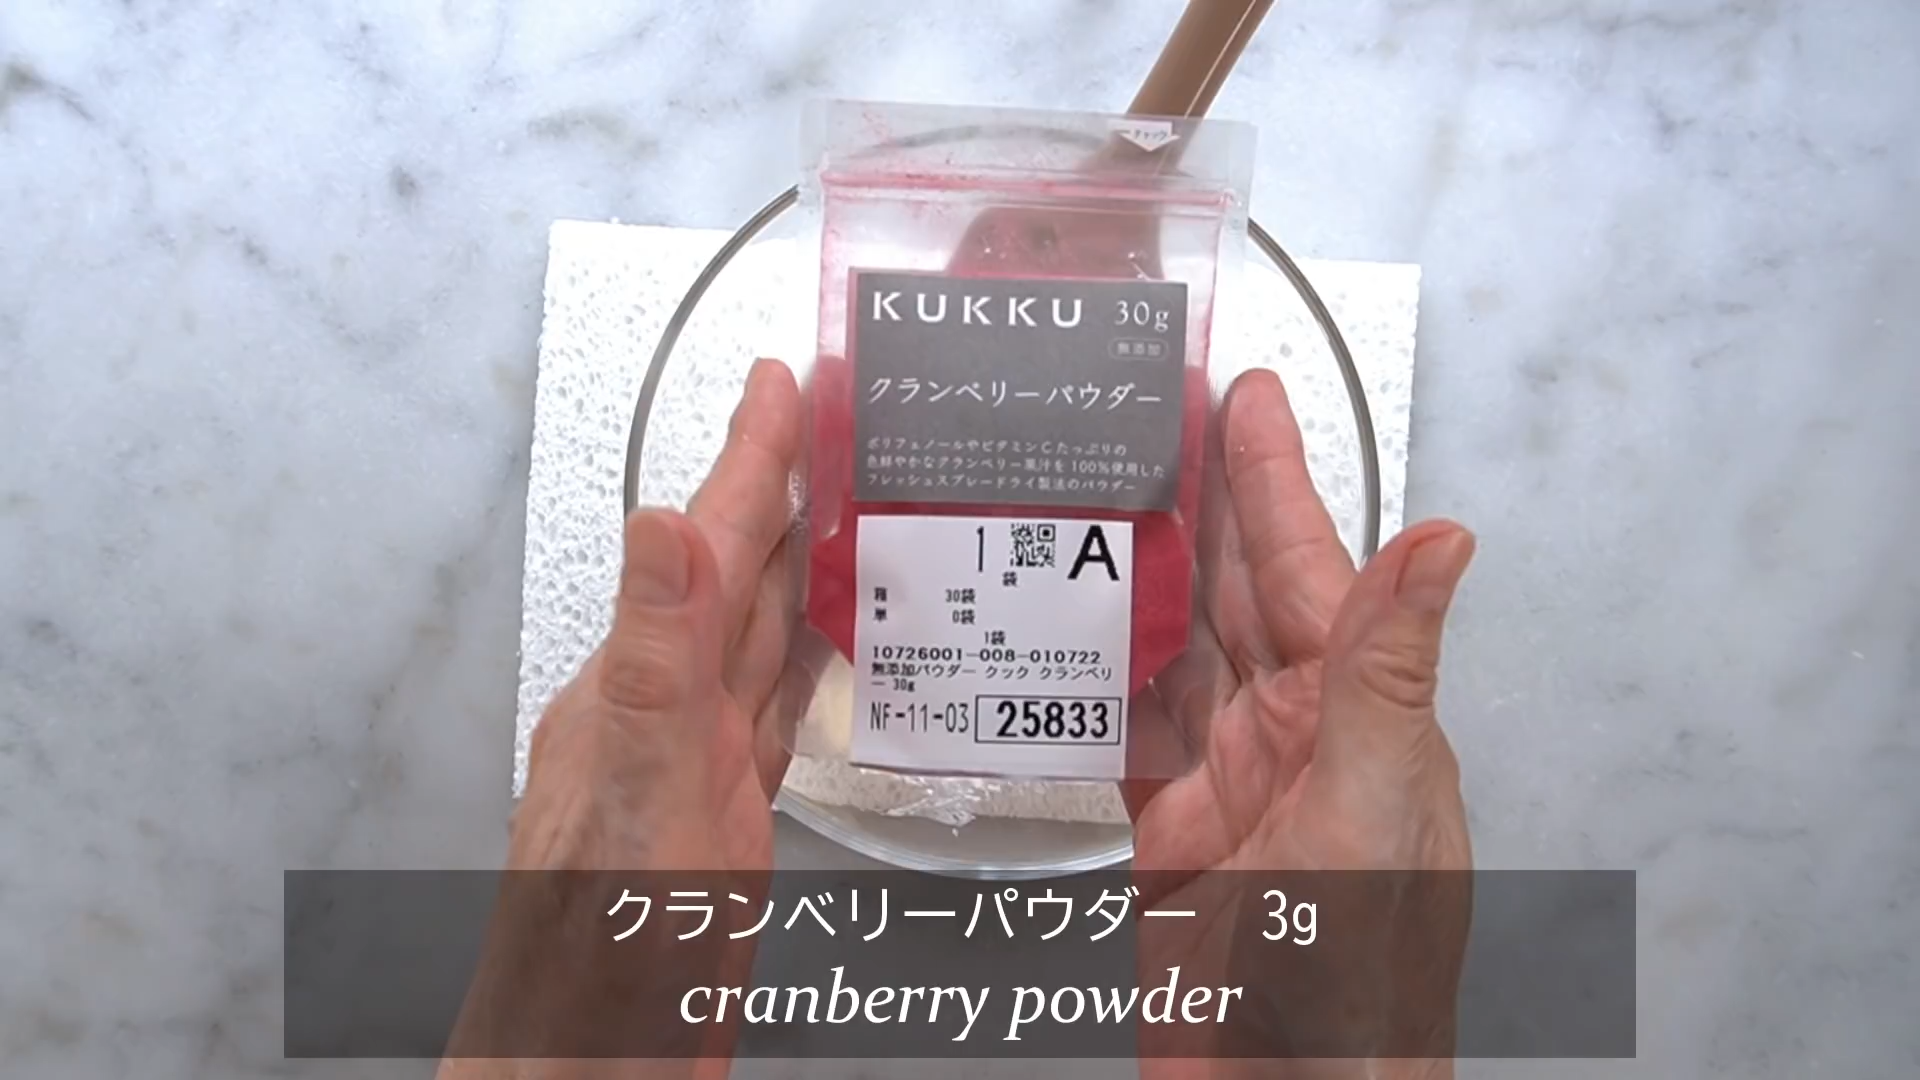 チャック
KUKKU 30g
無添加
クランベリーパウダー
ポリフェノールやビタミンCたっぷりの
色鮮やかなクランベリー果汁を100%使用した
フレッシュスプレードライ製法のパウダー
1 A
袋
箱 30袋
単 0袋
1袋
10726001-008-010722
無添加パウダー クック クランベリ
ー 30g
NF-11-03 25833
クランベリーパウダー 3g
cranberry powder